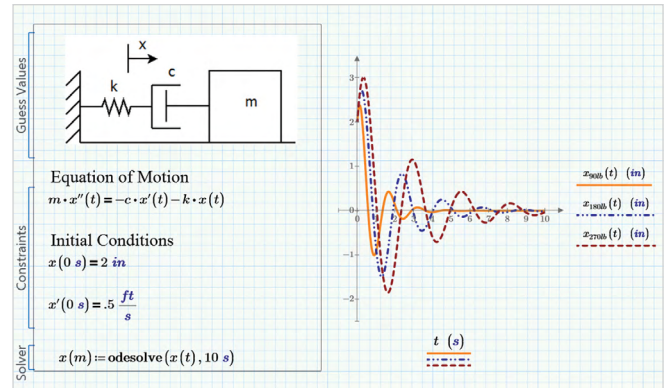 Guess Values
x
k
c
m
Equation of Motion
m·x''(t)=-c·x'(t)-k·x(t)
Constraints
Initial Conditions
x(0 s)=2 in
x'(0 s)=.5 ft/s
Solver
x(m):=odesolve(x(t),10 s)
3
2
1
0
-1
-2
0 1 2 3 4 5 6 7 8 9 10
t (s)
x90lb(t) (in)
x180lb(t) (in)
x270lb(t) (in)